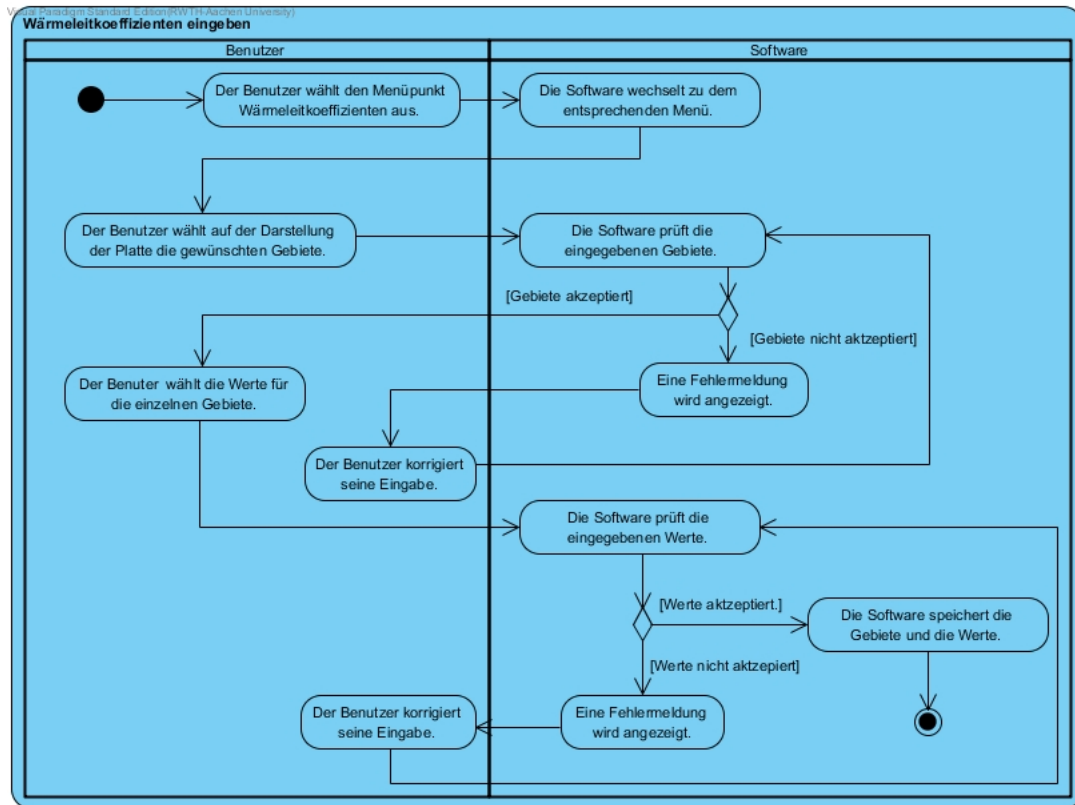 Visual Paradigm Standard Edition(RWTH-Aachen University)
Wärmeleitkoeffizienten eingeben
Benutzer
Software
Der Benutzer wählt den Menüpunkt
Wärmeleitkoeffizienten aus.
Die Software wechselt zu dem
entsprechenden Menü.
Der Benutzer wählt auf der Darstellung
der Platte die gewünschten Gebiete.
Die Software prüft die
eingegebenen Gebiete.
[Gebiete akzeptiert]
[Gebiete nicht aktzeptiert]
Der Benuter wählt die Werte für
die einzelnen Gebiete.
Eine Fehlermeldung
wird angezeigt.
Der Benutzer korrigiert
seine Eingabe.
Die Software prüft die
eingegebenen Werte.
[Werte aktzeptiert.]
Die Software speichert die
Gebiete und die Werte.
[Werte nicht aktzepiert]
Der Benutzer korrigiert
seine Eingabe.
Eine Fehlermeldung
wird angezeigt.